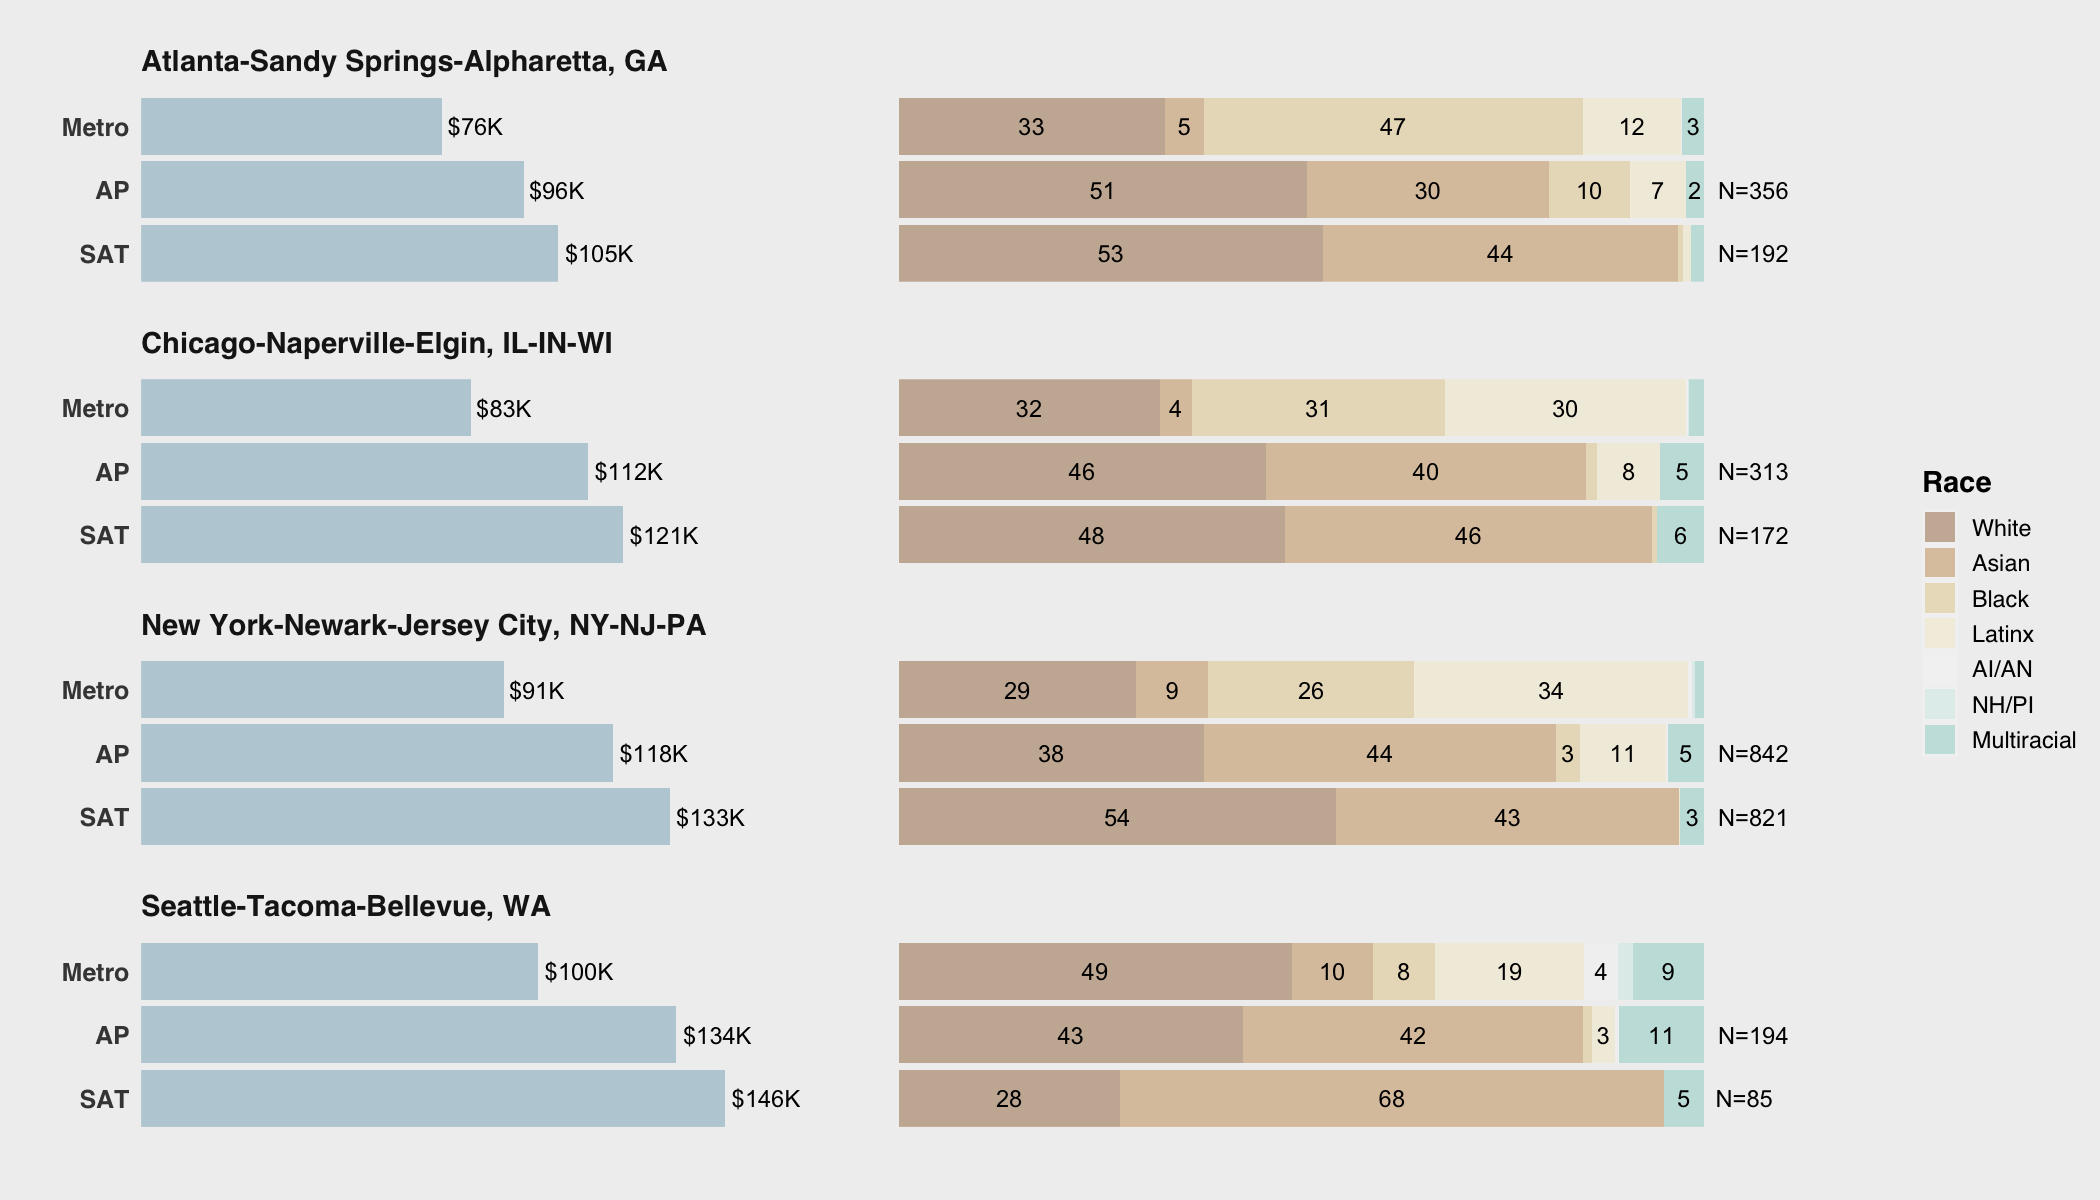 Atlanta-Sandy Springs-Alpharetta, GA
Metro $76K 33 5 47 12 3
AP $96K 51 30 10 7 2 N=356
SAT $105K 53 44 N=192
Chicago-Naperville-Elgin, IL-IN-WI
Metro $83K 32 4 31 30
AP $112K 46 40 8 5 N=313
SAT $121K 48 46 6 N=172
New York-Newark-Jersey City, NY-NJ-PA
Metro $91K 29 9 26 34
AP $118K 38 44 3 11 5 N=842
SAT $133K 54 43 3 N=821
Seattle-Tacoma-Bellevue, WA
Metro $100K 49 10 8 19 4 9
AP $134K 43 42 3 11 N=194
SAT $146K 28 68 5 N=85
Race
White
Asian
Black
Latinx
AI/AN
NH/PI
Multiracial